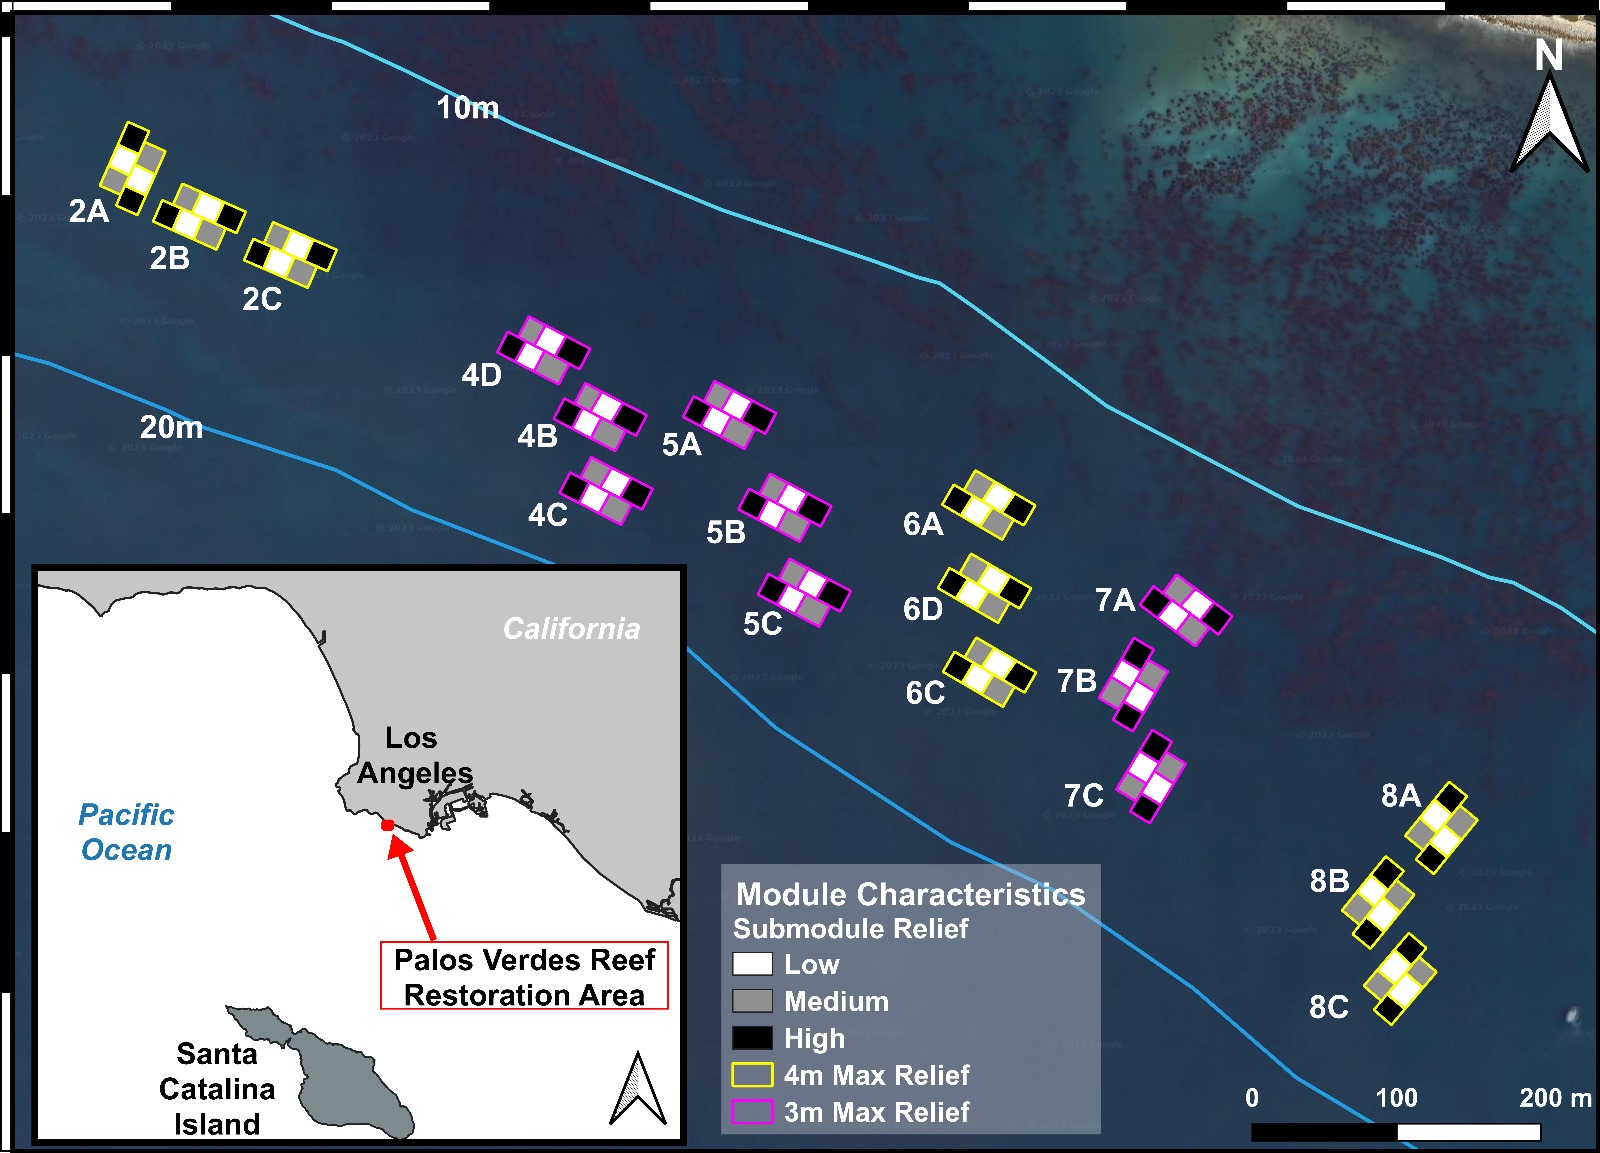 N
10m
2A
2B
2C
4D
20m
4B
5A
4C
5B
6A
5C
6D
7A
6C
7B
7C
8A
8B
8C
California
Los
Angeles
Pacific
Ocean
Palos Verdes Reef
Restoration Area
Santa
Catalina
Island
Module Characteristics
Submodule Relief
Low
Medium
High
4m Max Relief
3m Max Relief
0 100 200 m
© 2023 Google